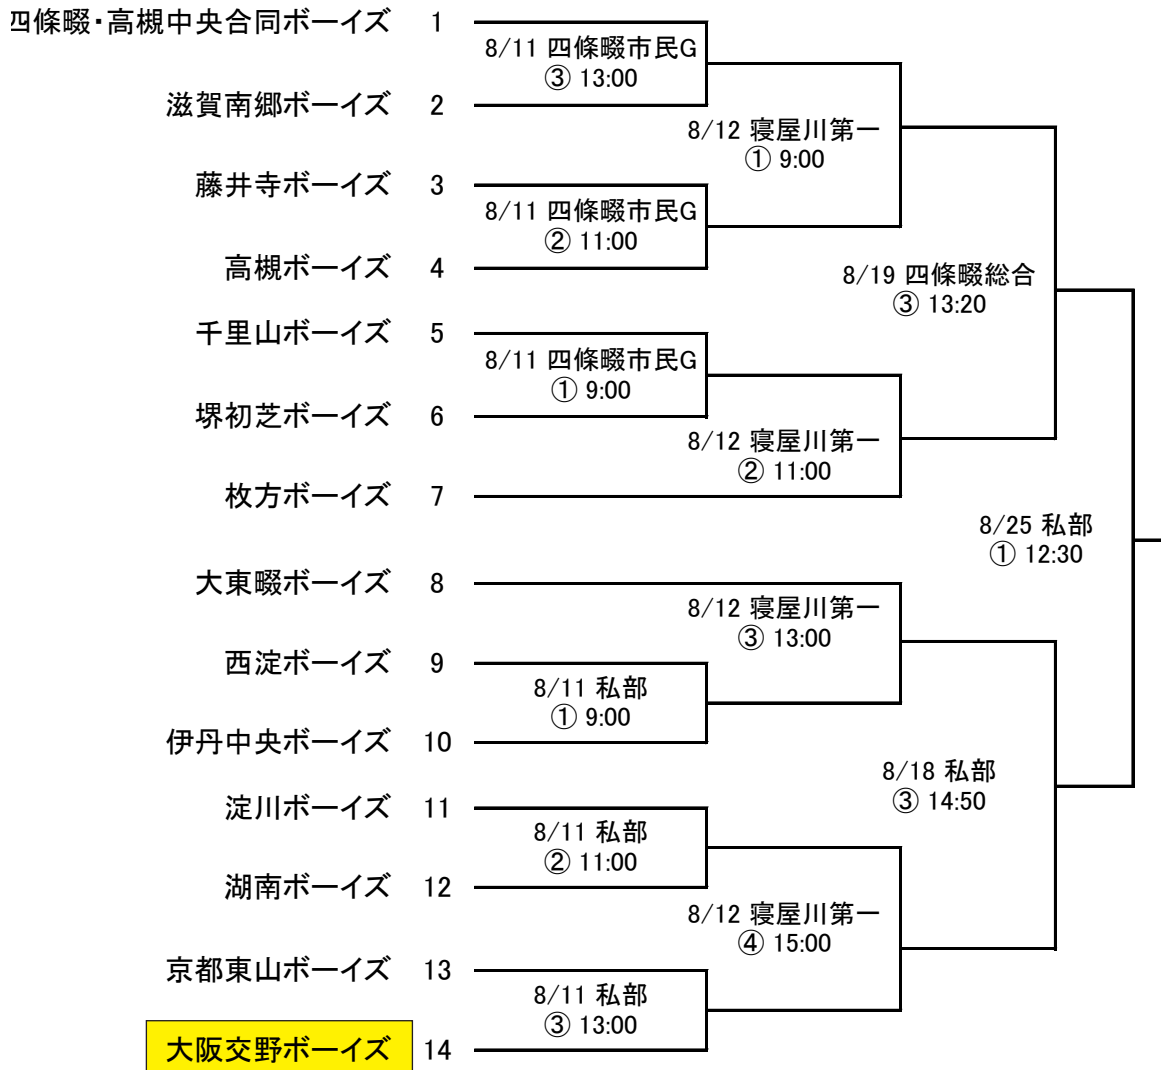 四條畷・高槻中央合同ボーイズ 1
8/11 四條畷市民G
③ 13:00
滋賀南郷ボーイズ 2
8/12 寝屋川第一
① 9:00
藤井寺ボーイズ 3
8/11 四條畷市民G
② 11:00
高槻ボーイズ 4
8/19 四條畷総合
③ 13:20
千里山ボーイズ 5
8/11 四條畷市民G
① 9:00
堺初芝ボーイズ 6
8/12 寝屋川第一
② 11:00
枚方ボーイズ 7
8/25 私部
① 12:30
大東畷ボーイズ 8
8/12 寝屋川第一
③ 13:00
西淀ボーイズ 9
8/11 私部
① 9:00
伊丹中央ボーイズ 10
8/18 私部
③ 14:50
淀川ボーイズ 11
8/11 私部
② 11:00
湖南ボーイズ 12
8/12 寝屋川第一
④ 15:00
京都東山ボーイズ 13
8/11 私部
③ 13:00
大阪交野ボーイズ 14